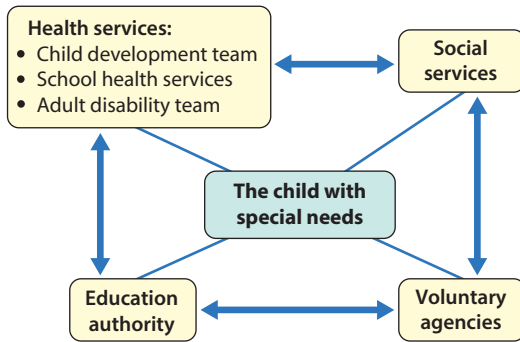 Health services:
• Child development team
• School health services
• Adult disability team
Social
services
The child with
special needs
Education
authority
Voluntary
agencies